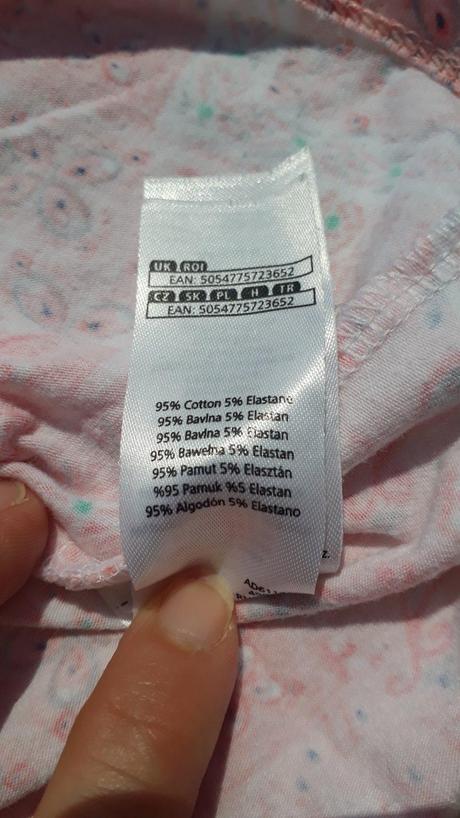 UK ROI
EAN: 5054775723652
CZ SK PL H TR
EAN: 5054775723652
95% Cotton 5% Elastane
95% Bavlna 5% Elastan
95% Bavlna 5% Elastan
95% Bawełna 5% Elastan
95% Pamut 5% Elasztán
%95 Pamuk %5 Elastan
95% Algodón 5% Elastano
z.